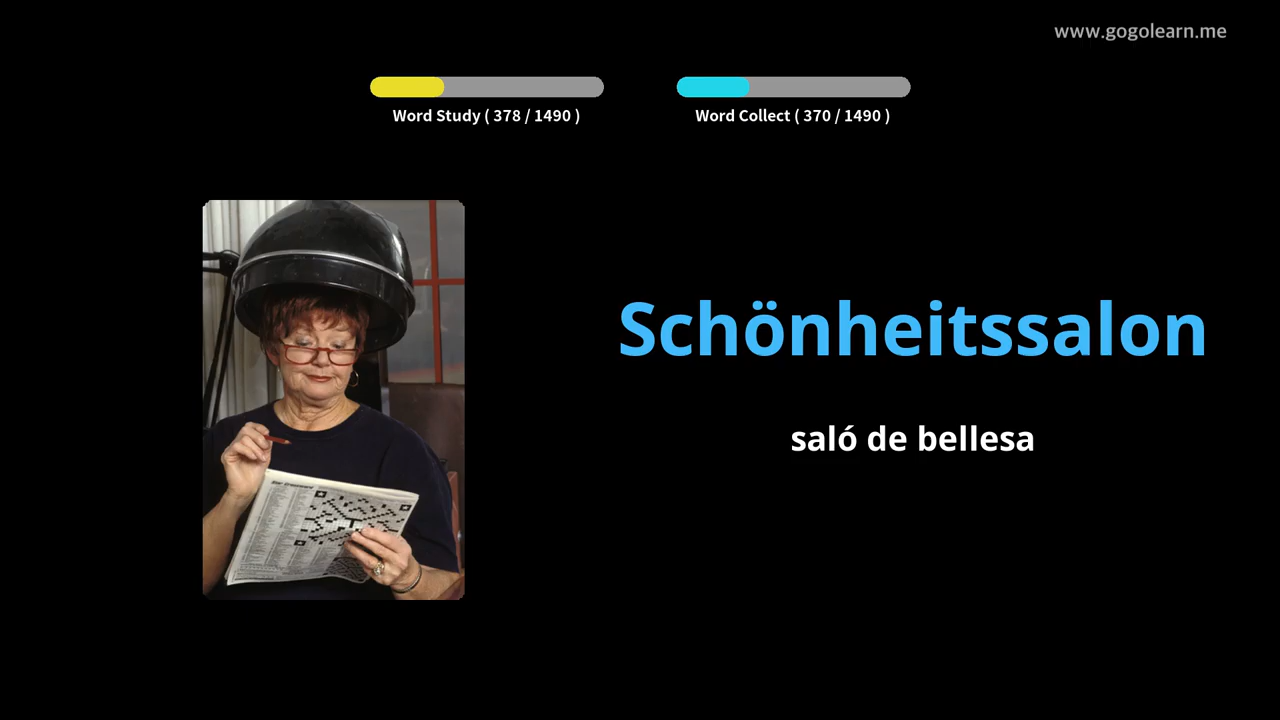 www.gogolearn.me
Word Study ( 378 / 1490 )
Word Collect ( 370 / 1490 )
Schönheitssalon
saló de bellesa